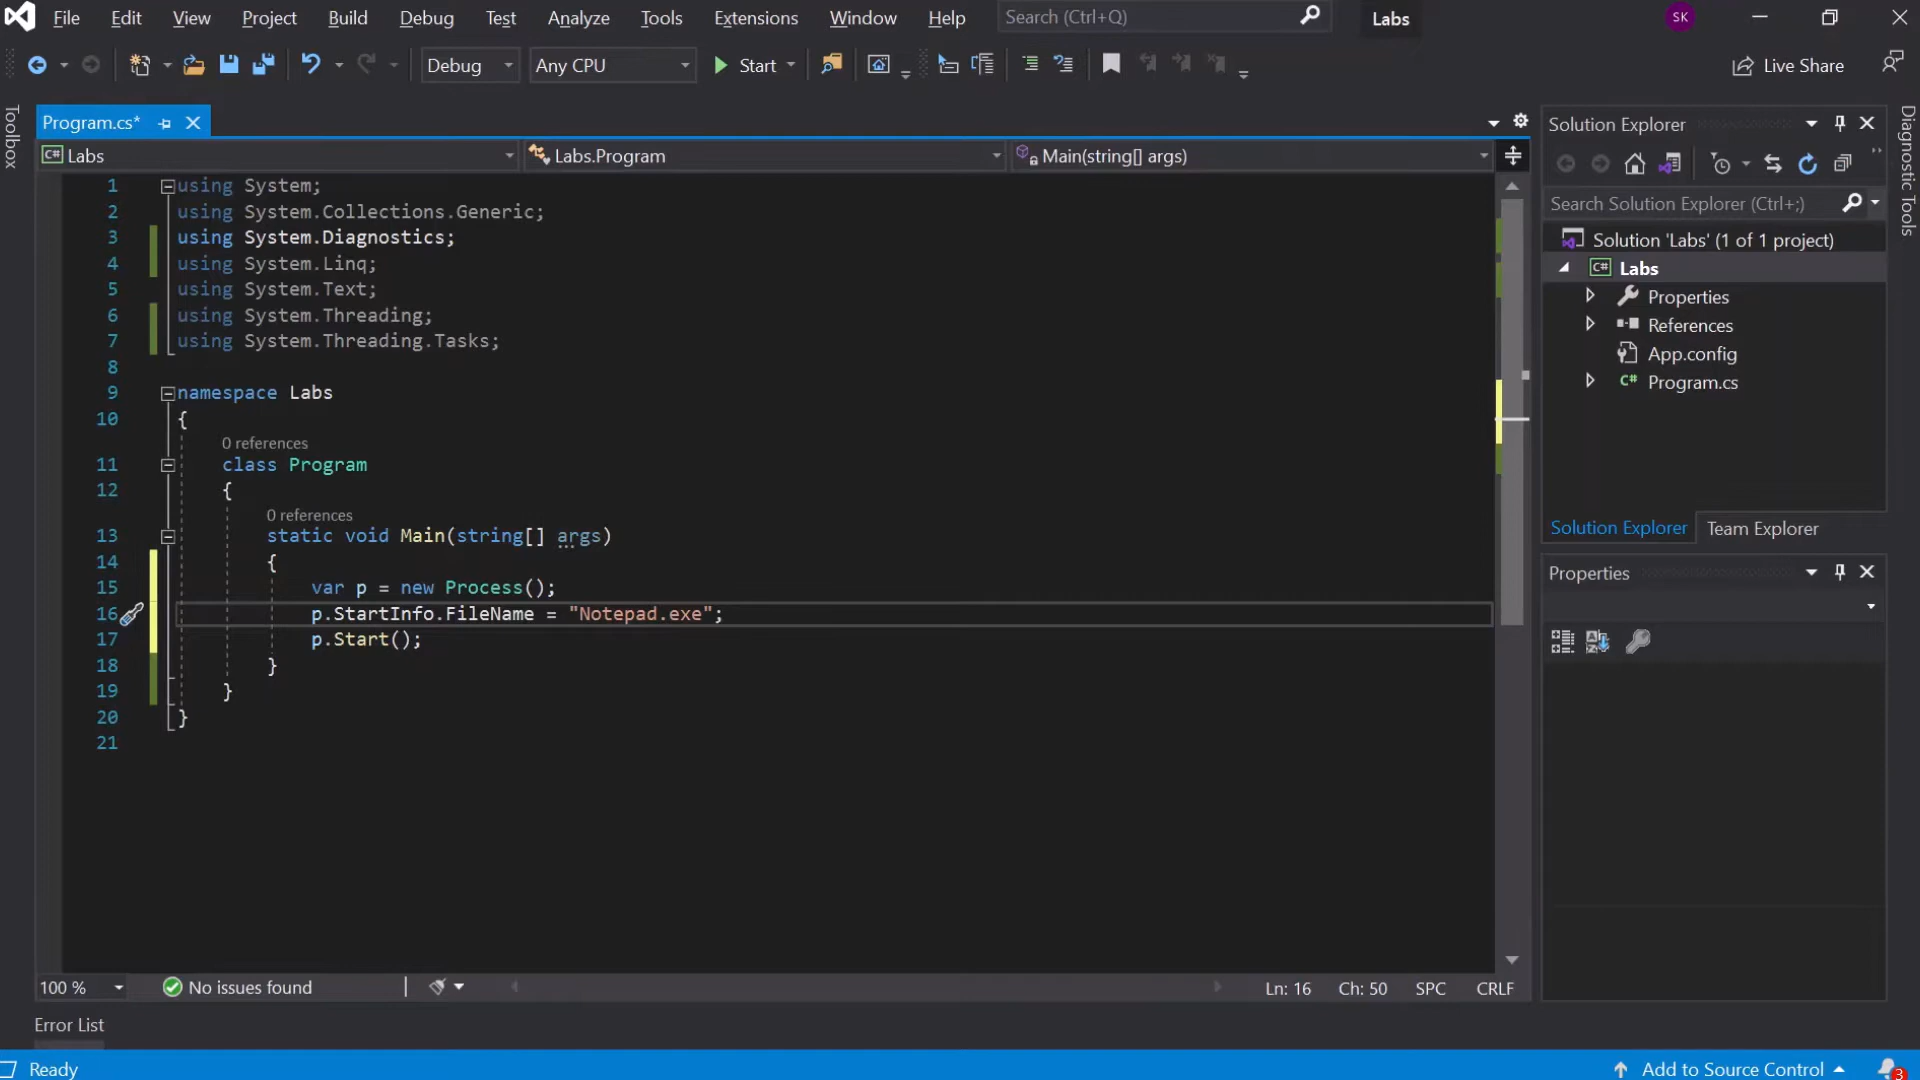 File Edit View Project Build Debug Test Analyze Tools Extensions Window Help Search (Ctrl+Q) Labs SK
Debug Any CPU Start Live Share
Toolbox
Program.cs*
Labs Labs.Program Main(string[] args)
1 using System;
2 using System.Collections.Generic;
3 using System.Diagnostics;
4 using System.Linq;
5 using System.Text;
6 using System.Threading;
7 using System.Threading.Tasks;
8
9 namespace Labs
10 {
0 references
11 class Program
12 {
0 references
13 static void Main(string[] args)
14 {
15 var p = new Process();
16 p.StartInfo.FileName = "Notepad.exe";
17 p.Start();
18 }
19 }
20 }
21
100 % No issues found Ln: 16 Ch: 50 SPC CRLF
Error List
Ready Add to Source Control 3
Solution Explorer
Search Solution Explorer (Ctrl+;)
Solution 'Labs' (1 of 1 project)
C# Labs
Properties
References
App.config
C# Program.cs
Solution Explorer Team Explorer
Properties
Diagnostic Tools